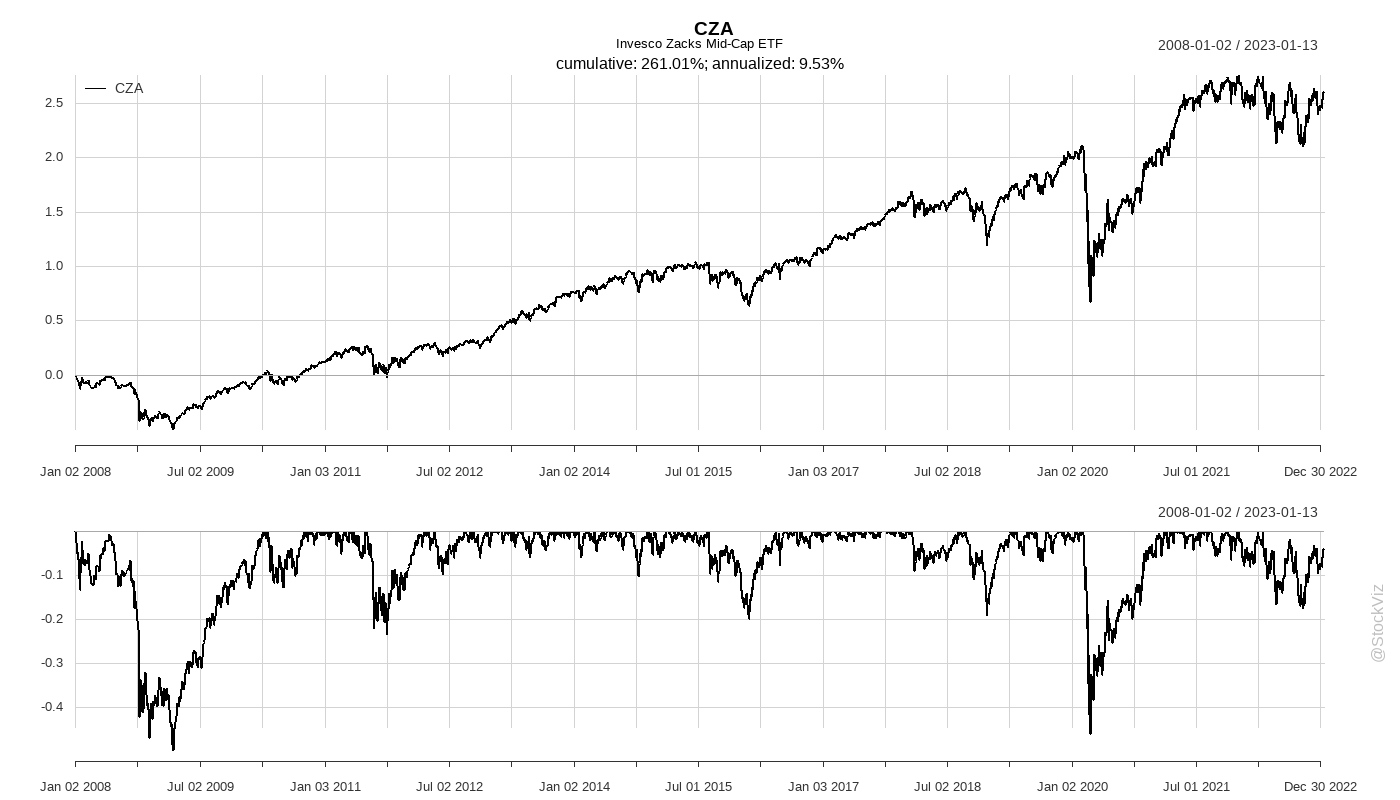 CZA
Invesco Zacks Mid-Cap ETF
2008-01-02 / 2023-01-13
cumulative: 261.01%; annualized: 9.53%
CZA
2.5
2.0
1.5
1.0
0.5
0.0
Jan 02 2008 Jul 02 2009 Jan 03 2011 Jul 02 2012 Jan 02 2014 Jul 01 2015 Jan 03 2017 Jul 02 2018 Jan 02 2020 Jul 01 2021 Dec 30 2022
2008-01-02 / 2023-01-13
-0.1
-0.2
-0.3
-0.4
@StockViz
Jan 02 2008 Jul 02 2009 Jan 03 2011 Jul 02 2012 Jan 02 2014 Jul 01 2015 Jan 03 2017 Jul 02 2018 Jan 02 2020 Jul 01 2021 Dec 30 2022